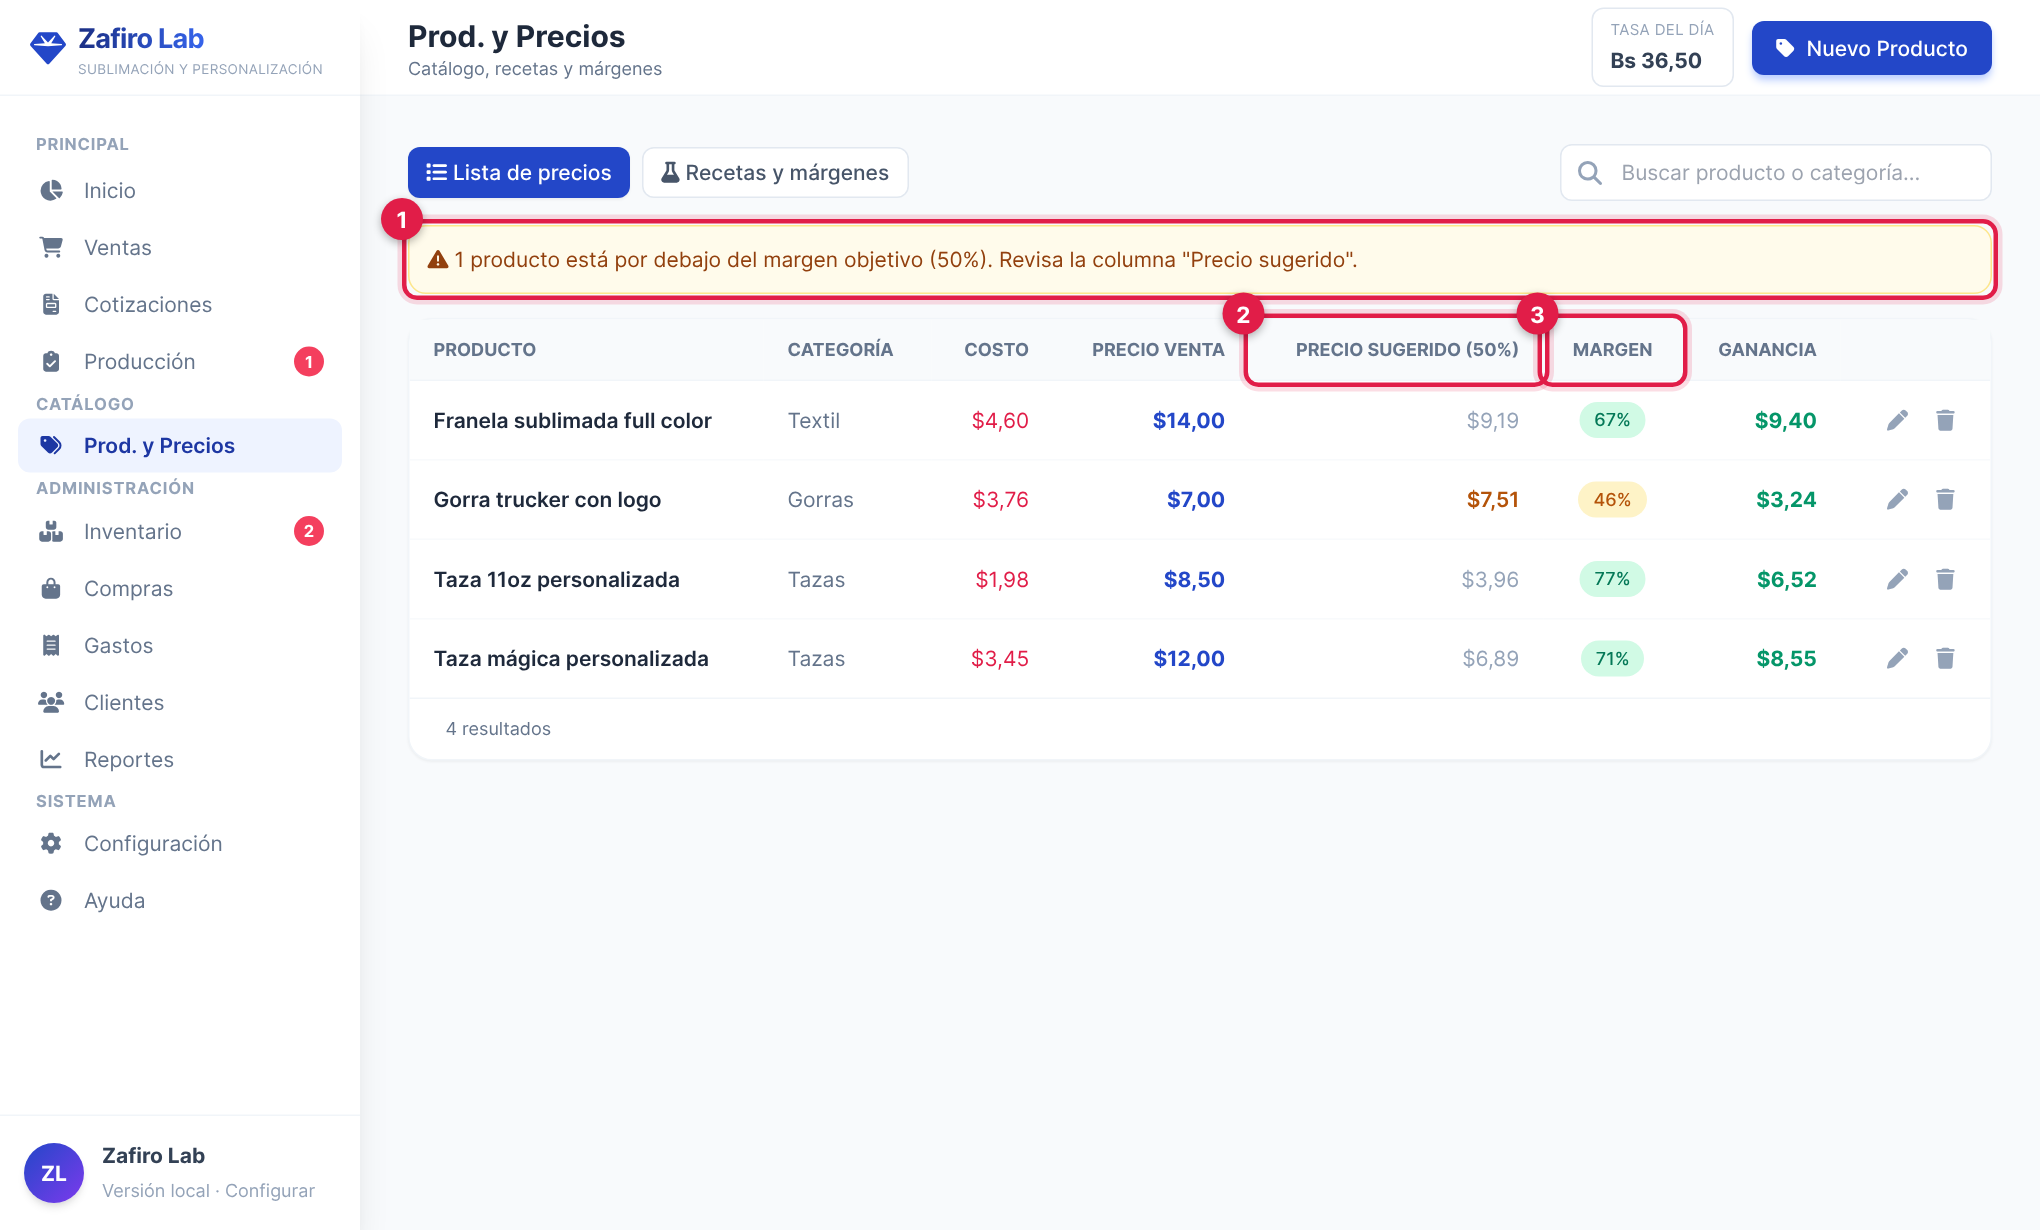 Zafiro Lab
SUBLIMACIÓN Y PERSONALIZACIÓN
PRINCIPAL
Inicio
Ventas
Cotizaciones
Producción 1
CATÁLOGO
Prod. y Precios
ADMINISTRACIÓN
Inventario 2
Compras
Gastos
Clientes
Reportes
SISTEMA
Configuración
Ayuda
ZL
Zafiro Lab
Versión local · Configurar
Prod. y Precios
Catálogo, recetas y márgenes
TASA DEL DÍA
Bs 36,50
Nuevo Producto
Lista de precios
Recetas y márgenes
Buscar producto o categoría...
1
1 producto está por debajo del margen objetivo (50%). Revisa la columna "Precio sugerido".
2
3
PRODUCTO CATEGORÍA COSTO PRECIO VENTA PRECIO SUGERIDO (50%) MARGEN GANANCIA
Franela sublimada full color Textil $4,60 $14,00 $9,19 67% $9,40
Gorra trucker con logo Gorras $3,76 $7,00 $7,51 46% $3,24
Taza 11oz personalizada Tazas $1,98 $8,50 $3,96 77% $6,52
Taza mágica personalizada Tazas $3,45 $12,00 $6,89 71% $8,55
4 resultados